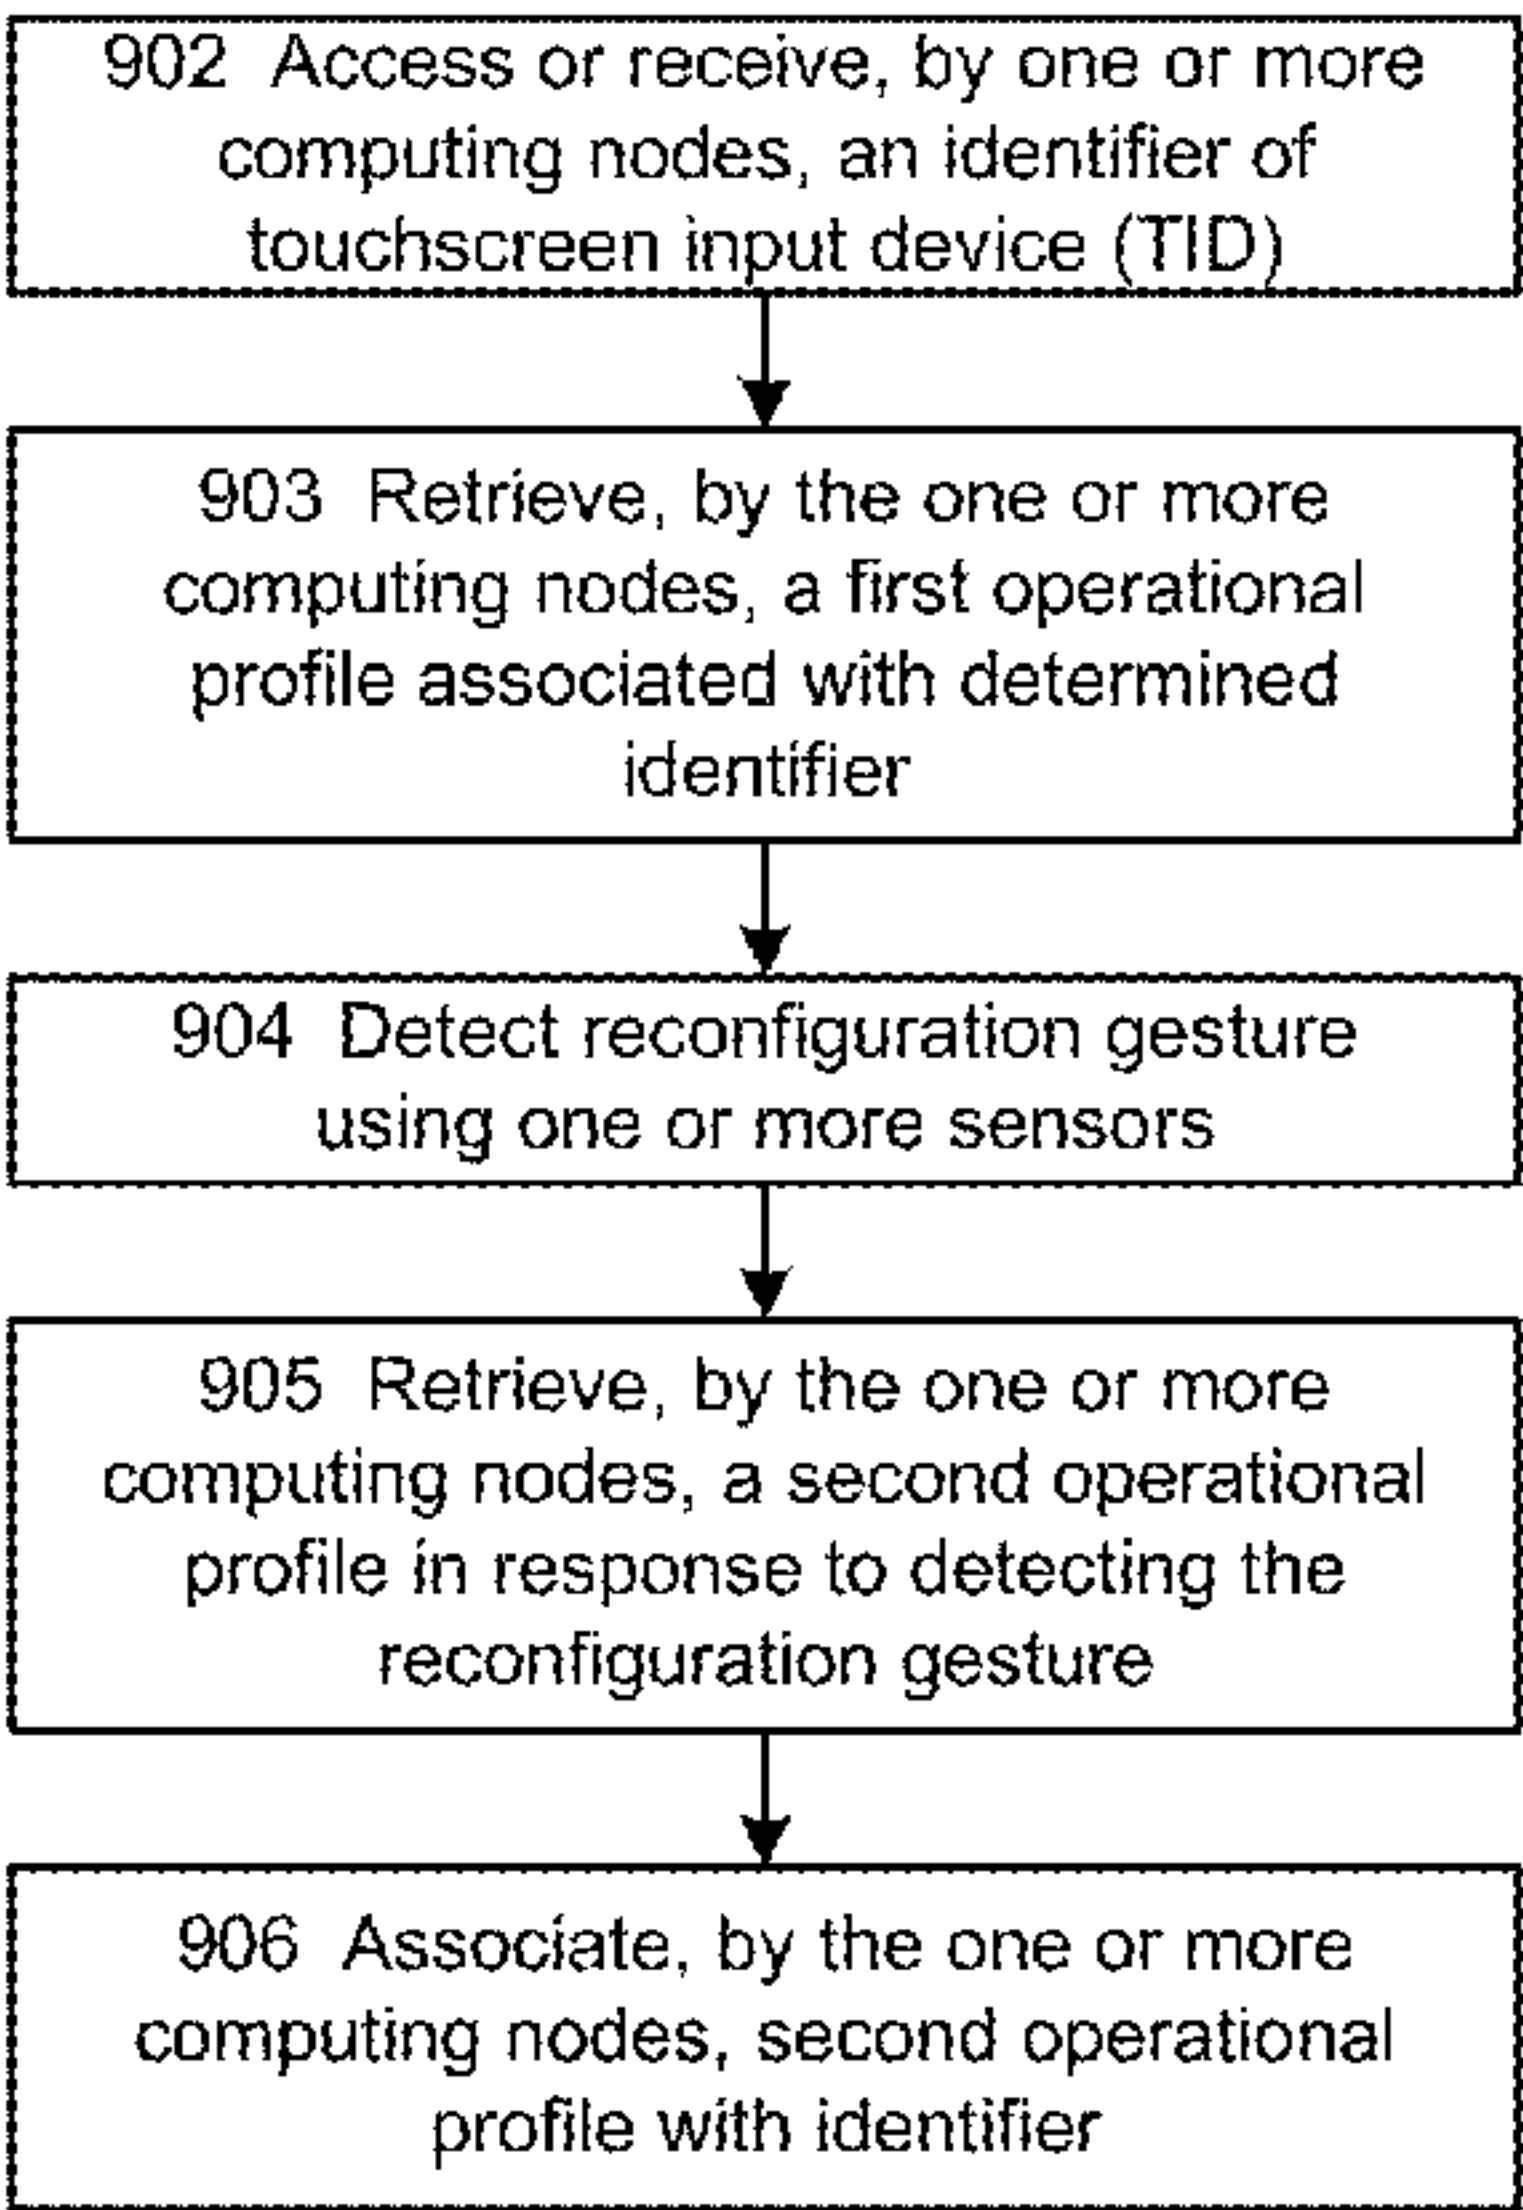 902 Access or receive, by one or more
computing nodes, an identifier of
touchscreen input device (TID)
903 Retrieve, by the one or more
computing nodes, a first operational
profile associated with determined
identifier
904 Detect reconfiguration gesture
using one or more sensors
905 Retrieve, by the one or more
computing nodes, a second operational
profile in response to detecting the
reconfiguration gesture
906 Associate, by the one or more
computing nodes, second operational
profile with identifier